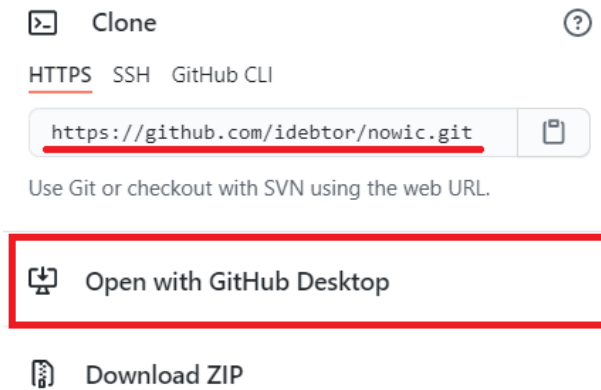 Clone
HTTPS SSH GitHub CLI
https://github.com/idebtor/nowic.git
Use Git or checkout with SVN using the web URL.
Open with GitHub Desktop
Download ZIP